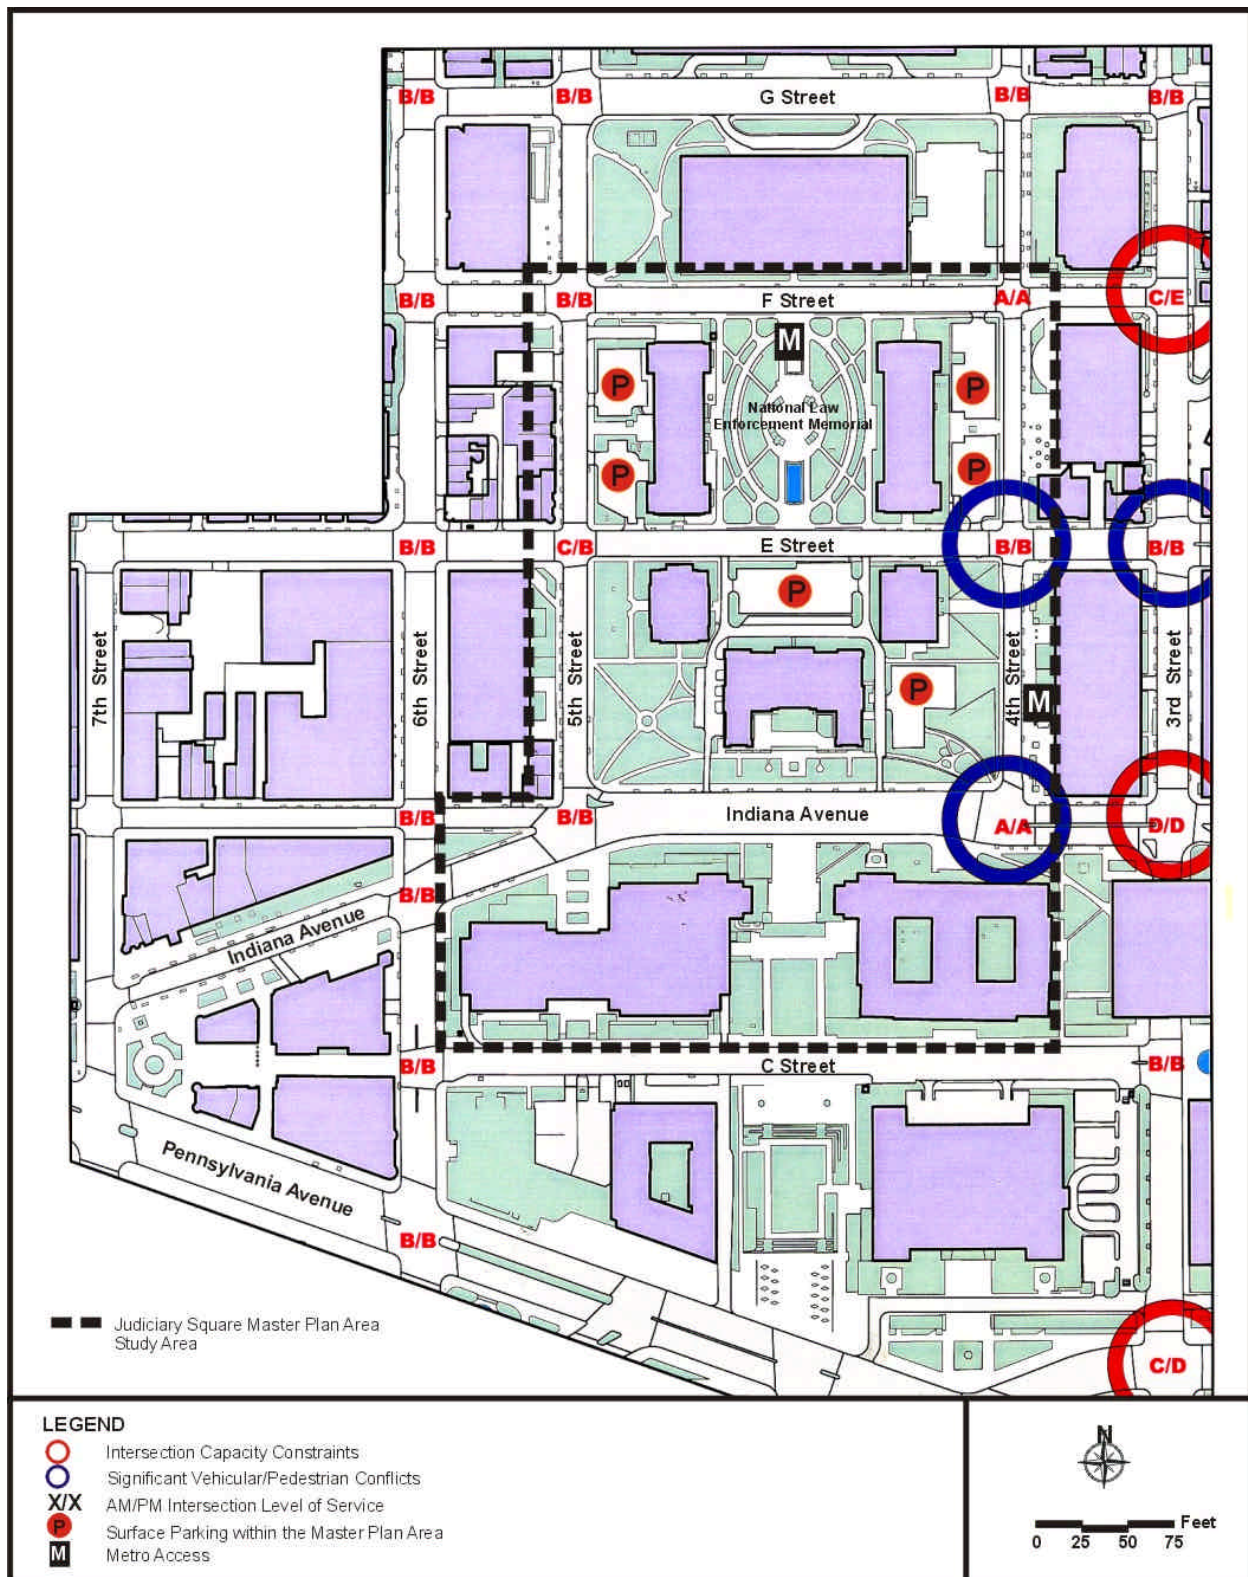 B/B B/B G Street B/B B/B
B/B B/B F Street A/A C/E
M
P P
National Law
Enforcement Memorial
P P
B/B C/B E Street B/B B/B
P
7th Street 6th Street 5th Street 4th Street 3rd Street
P
M
B/B B/B Indiana Avenue A/A D/D
B/B
Indiana Avenue
B/B C Street B/B
Pennsylvania Avenue
B/B
Judiciary Square Master Plan Area
Study Area
C/D
LEGEND
Intersection Capacity Constraints
Significant Vehicular/Pedestrian Conflicts
X/X AM/PM Intersection Level of Service
P Surface Parking within the Master Plan Area
M Metro Access
N
Feet
0 25 50 75